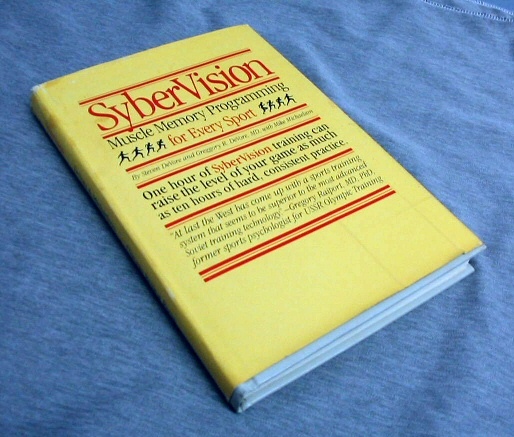 SyberVision
Muscle Memory Programming
for Every Sport
By Steven DeVore and Greggory R. DeVore, MD. with Mike Michaelson
One hour of SyberVision training can
raise the level of your game as much
as ten hours of hard, consistent practice.
"At last the West has come up with a sports training
system that seems to be superior to the most advanced
Soviet training technology."—Gregory Raiport, MD, PhD,
former sports psychologist for USSR Olympic Training